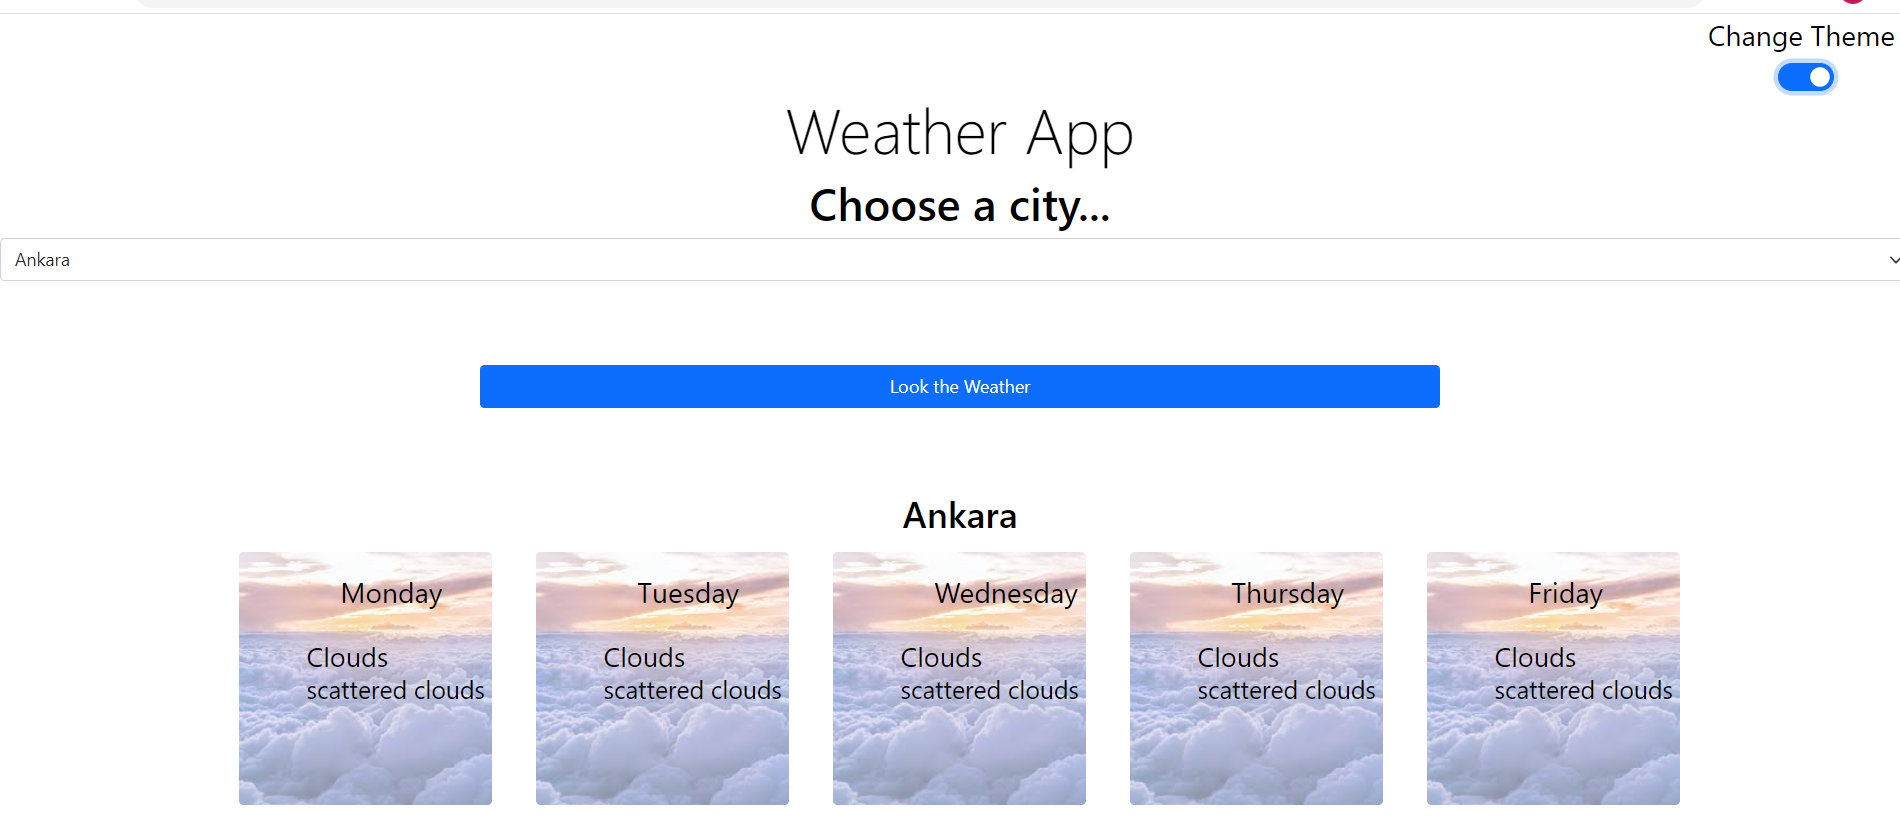 Change Theme
Weather App
Choose a city...
Ankara
Look the Weather
Ankara
Monday
Clouds
scattered clouds
Tuesday
Clouds
scattered clouds
Wednesday
Clouds
scattered clouds
Thursday
Clouds
scattered clouds
Friday
Clouds
scattered clouds